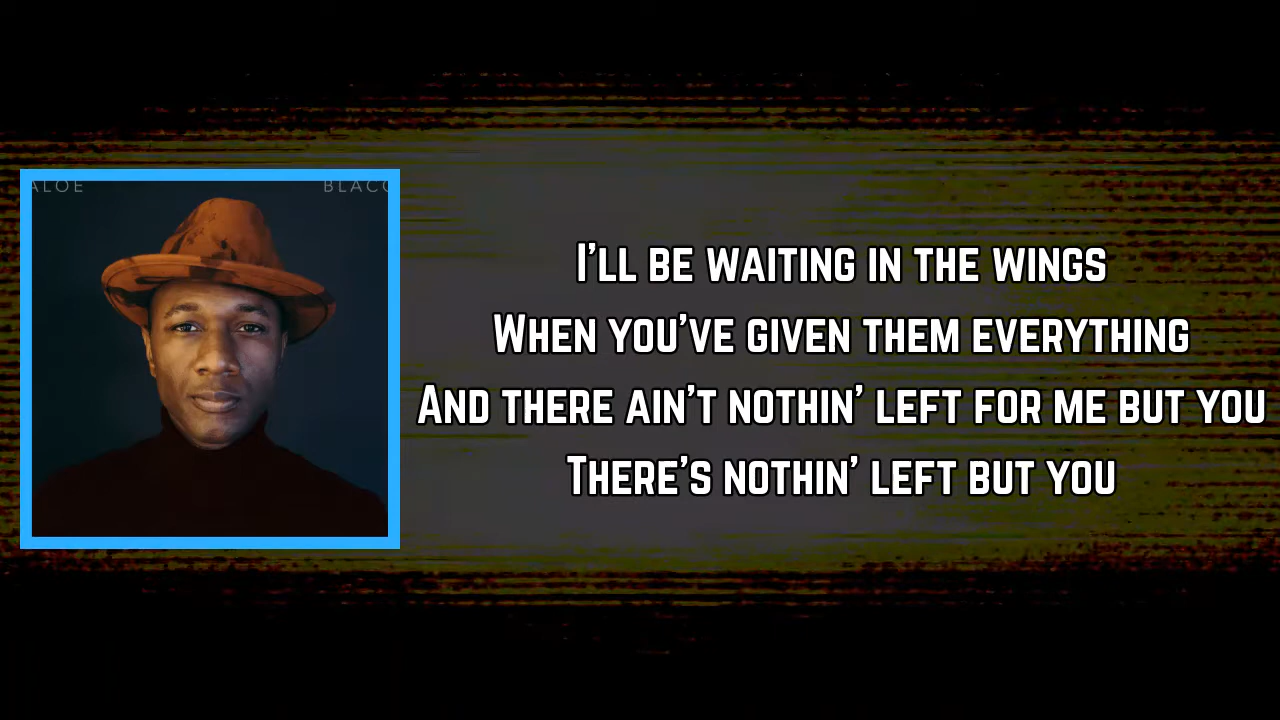 ALOE BLACC
I'll be waiting in the wings
When you've given them everything
And there ain't nothin' left for me but you
There's nothin' left but you